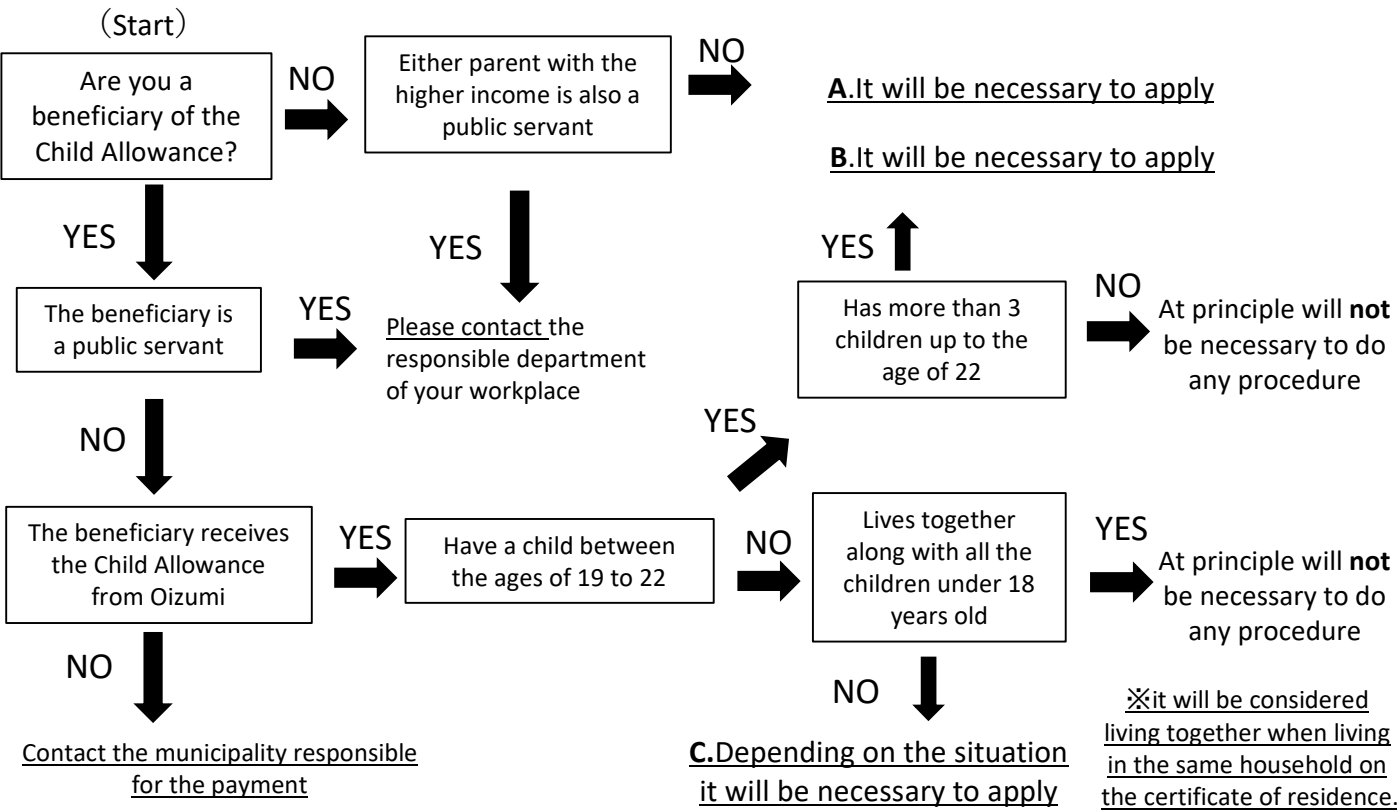 （Start）
Are you a
beneficiary of the
Child Allowance?
NO
Either parent with the
higher income is also a
public servant
NO
A.It will be necessary to apply
B.It will be necessary to apply
YES
YES
YES
The beneficiary is
a public servant
YES
Please contact the
responsible department
of your workplace
Has more than 3
children up to the
age of 22
NO
At principle will not
be necessary to do
any procedure
NO
YES
The beneficiary receives
the Child Allowance
from Oizumi
YES
Have a child between
the ages of 19 to 22
NO
Lives together
along with all the
children under 18
years old
YES
At principle will not
be necessary to do
any procedure
NO
NO
Contact the municipality responsible
for the payment
C.Depending on the situation
it will be necessary to apply
※it will be considered
living together when living
in the same household on
the certificate of residence.